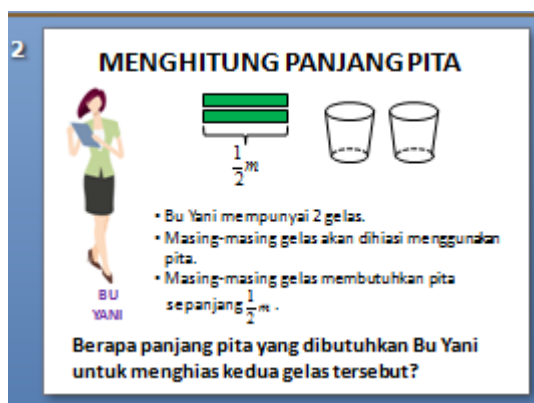 2
MENGHITUNG PANJANG PITA
1/2 m
• Bu Yani mempunyai 2 gelas.
• Masing-masing gelas akan dihiasi menggunakan
pita.
• Masing-masing gelas membutuhkan pita
sepanjang 1/2 m .
BU
YANI
Berapa panjang pita yang dibutuhkan Bu Yani
untuk menghias kedua gelas tersebut?